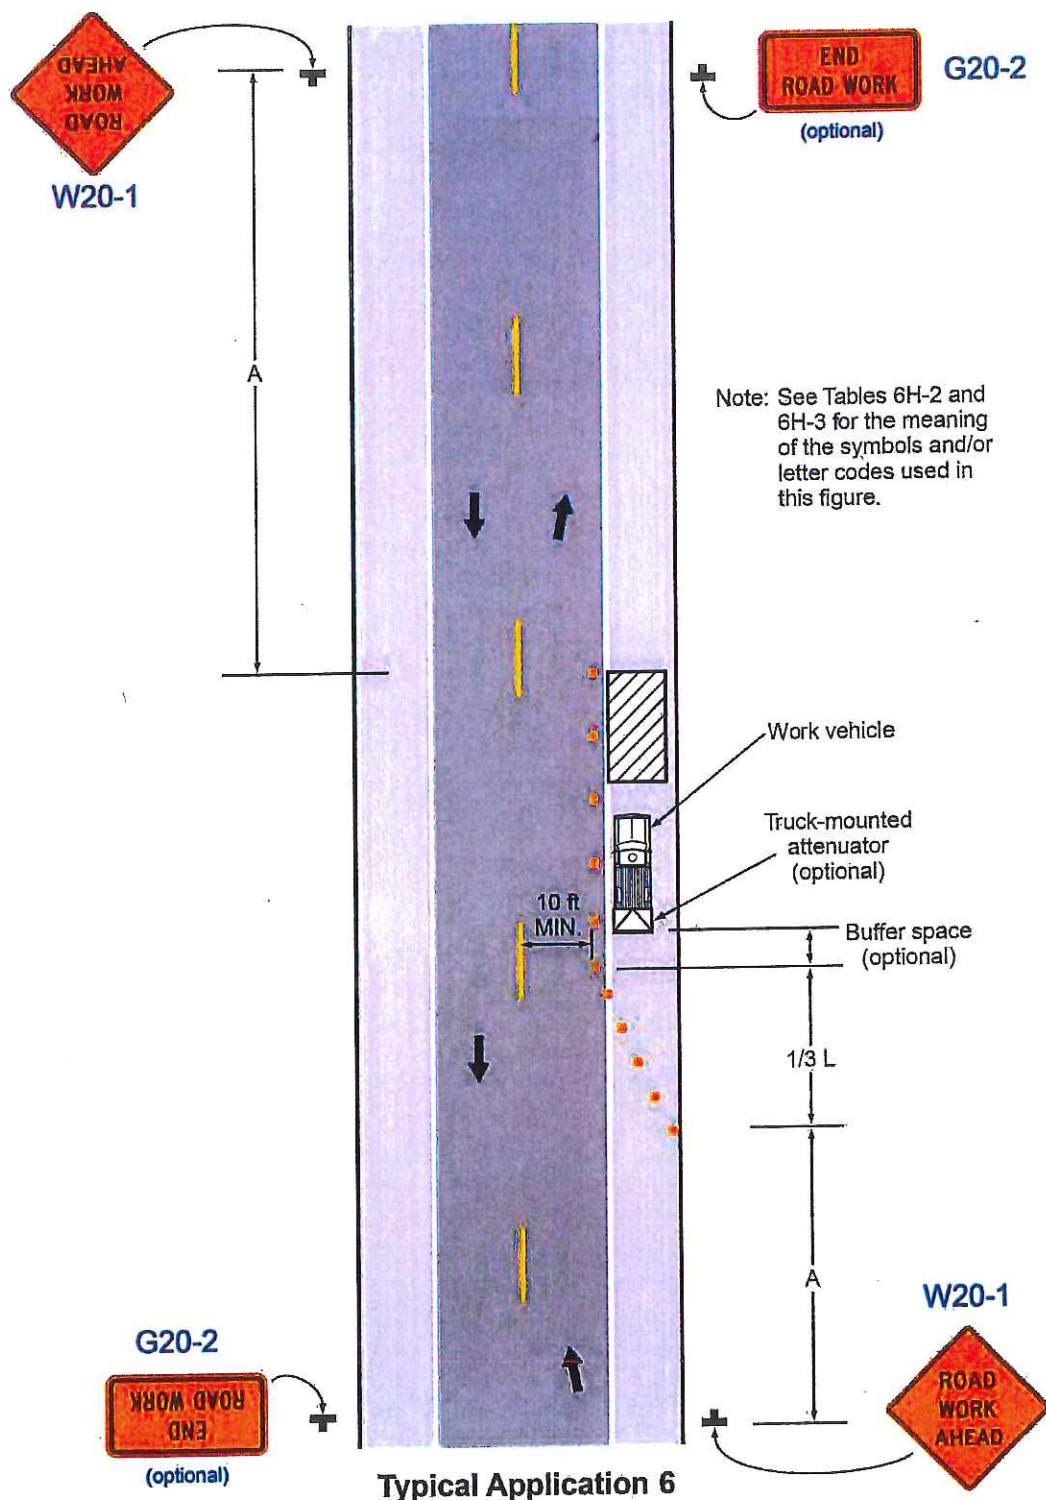 ROAD
WORK
AHEAD
W20-1
END
ROAD WORK
(optional)
G20-2
A
Note: See Tables 6H-2 and
6H-3 for the meaning
of the symbols and/or
letter codes used in
this figure.
Work vehicle
Truck-mounted
attenuator
(optional)
10 ft
MIN.
Buffer space
(optional)
1/3 L
A
W20-1
ROAD
WORK
AHEAD
G20-2
END
ROAD WORK
(optional)
Typical Application 6